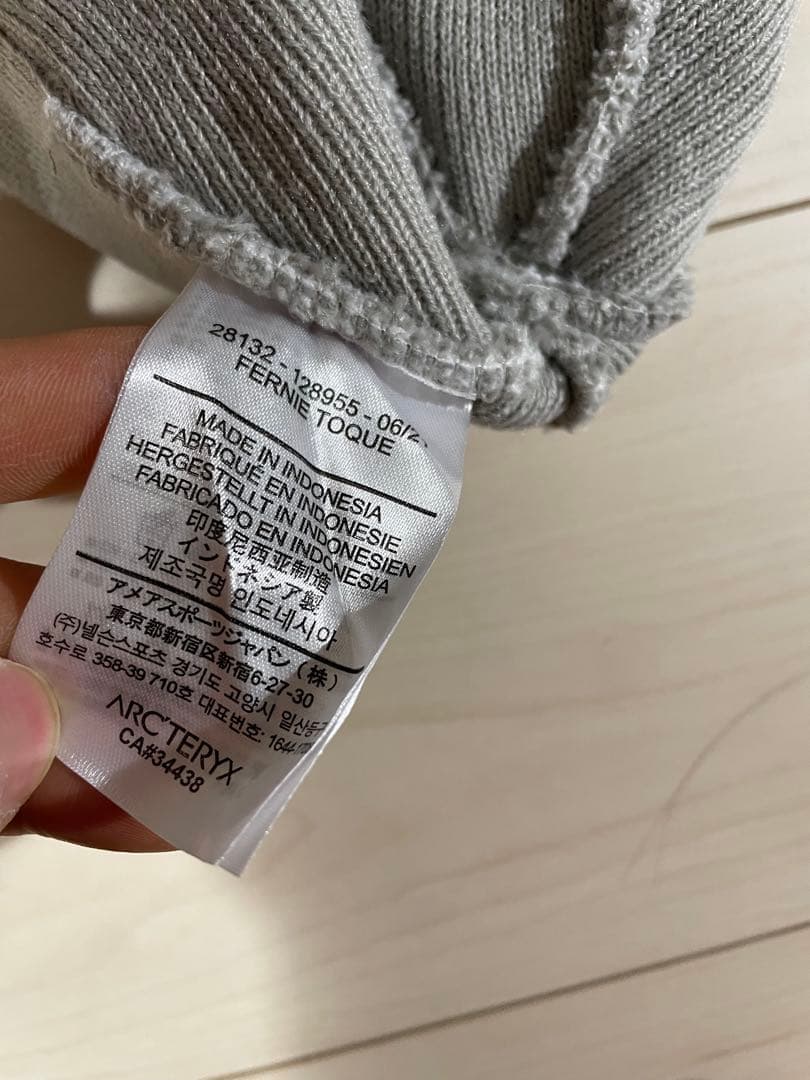 28132 - 128955 - 06/2
FERNIE TOQUE
MADE IN INDONESIA
FABRIQUÉ EN INDONESIE
HERGESTELLT IN INDONESIEN
FABRICADO EN INDONESIA
印度尼西亚制造
インドネシア製
제조국명 인도네시아
アメアスポーツジャパン (株)
東京都新宿区新宿6-27-30
(주)넬슨스포츠 경기도 고양시 일산동구
호수로 358-39 710호 대표번호: 1644-
ARC'TERYX
CA#34438